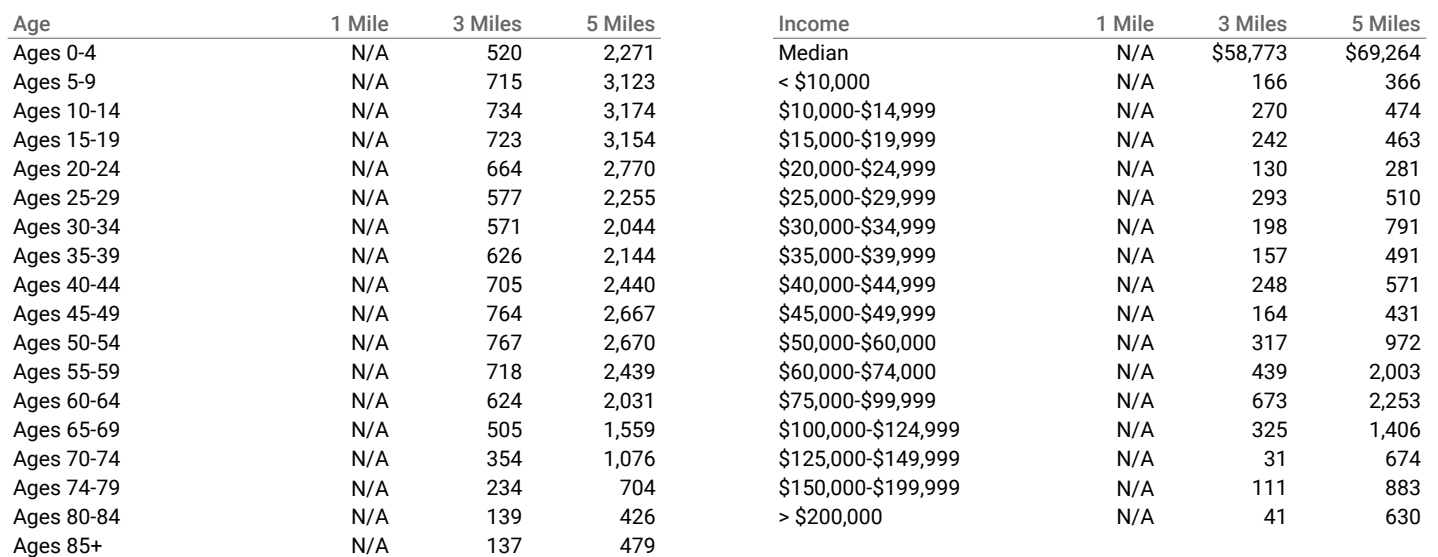 Age 1 Mile 3 Miles 5 Miles
Ages 0-4 N/A 520 2,271
Ages 5-9 N/A 715 3,123
Ages 10-14 N/A 734 3,174
Ages 15-19 N/A 723 3,154
Ages 20-24 N/A 664 2,770
Ages 25-29 N/A 577 2,255
Ages 30-34 N/A 571 2,044
Ages 35-39 N/A 626 2,144
Ages 40-44 N/A 705 2,440
Ages 45-49 N/A 764 2,667
Ages 50-54 N/A 767 2,670
Ages 55-59 N/A 718 2,439
Ages 60-64 N/A 624 2,031
Ages 65-69 N/A 505 1,559
Ages 70-74 N/A 354 1,076
Ages 74-79 N/A 234 704
Ages 80-84 N/A 139 426
Ages 85+ N/A 137 479
Income 1 Mile 3 Miles 5 Miles
Median N/A $58,773 $69,264
< $10,000 N/A 166 366
$10,000-$14,999 N/A 270 474
$15,000-$19,999 N/A 242 463
$20,000-$24,999 N/A 130 281
$25,000-$29,999 N/A 293 510
$30,000-$34,999 N/A 198 791
$35,000-$39,999 N/A 157 491
$40,000-$44,999 N/A 248 571
$45,000-$49,999 N/A 164 431
$50,000-$60,000 N/A 317 972
$60,000-$74,000 N/A 439 2,003
$75,000-$99,999 N/A 673 2,253
$100,000-$124,999 N/A 325 1,406
$125,000-$149,999 N/A 31 674
$150,000-$199,999 N/A 111 883
> $200,000 N/A 41 630